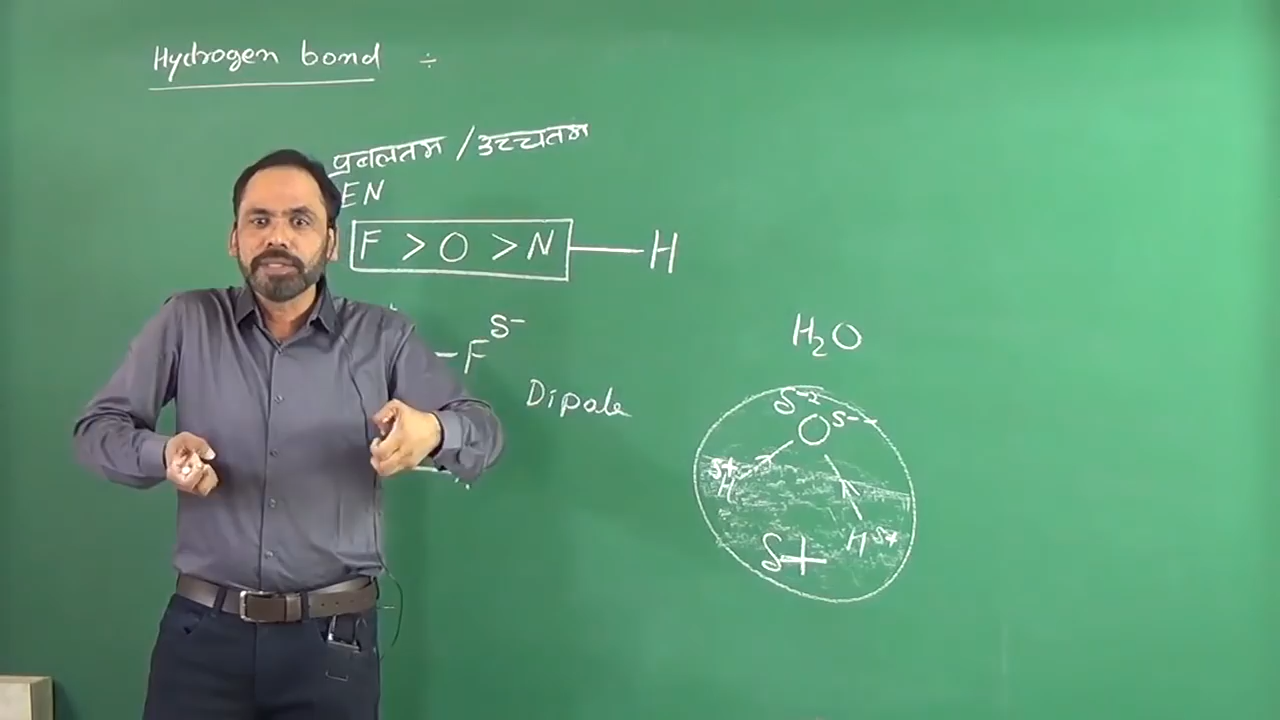 Hydrogen bond ÷
प्रबलतम / उच्चतम
EN
F > O > N — H
– F δ-
Dipole
H₂O
δ-2
O δ-
δ+
H
H δ+
δ+